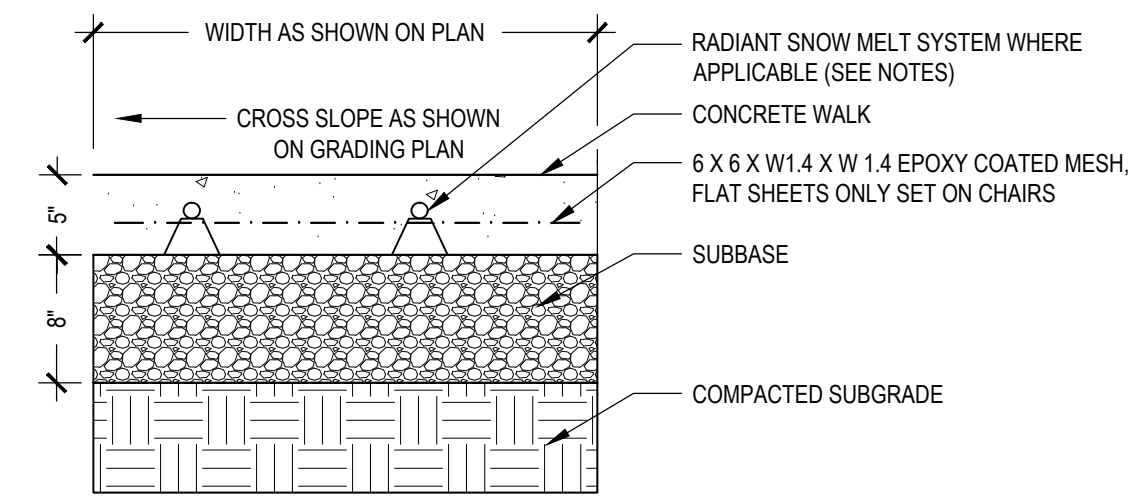 WIDTH AS SHOWN ON PLAN
CROSS SLOPE AS SHOWN
ON GRADING PLAN
5"
8"
RADIANT SNOW MELT SYSTEM WHERE
APPLICABLE (SEE NOTES)
CONCRETE WALK
6 X 6 X W1.4 X W 1.4 EPOXY COATED MESH,
FLAT SHEETS ONLY SET ON CHAIRS
SUBBASE
COMPACTED SUBGRADE